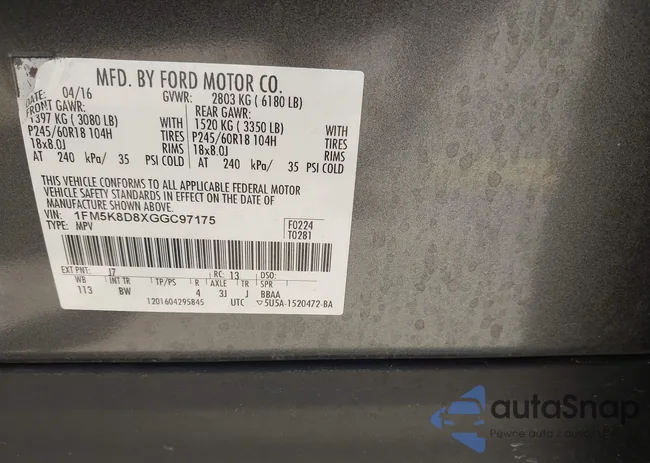 MFD. BY FORD MOTOR CO.
DATE: 04/16 GVWR: 2803 KG ( 6180 LB)
FRONT GAWR: REAR GAWR:
1397 KG ( 3080 LB) WITH 1520 KG ( 3350 LB) WITH
P245/60R18 104H TIRES P245/60R18 104H TIRES
18x8.0J RIMS 18x8.0J RIMS
AT 240 kPa/ 35 PSI COLD AT 240 kPa/ 35 PSI COLD
THIS VEHICLE CONFORMS TO ALL APPLICABLE FEDERAL MOTOR
VEHICLE SAFETY STANDARDS IN EFFECT ON THE DATE OF
MANUFACTURE SHOWN ABOVE.
VIN: 1FM5K8D8XGGC97175 F0224
TYPE: MPV T0281
EXT PNT: J7 RC: 13 DSO:
WB INT TR TP/PS R AXLE TR SPR
113 BW 4 3J J BBAA
1201604295845 UTC ▽5U5A-1520472-BA
autoSnap
Pewne auta z aukcji